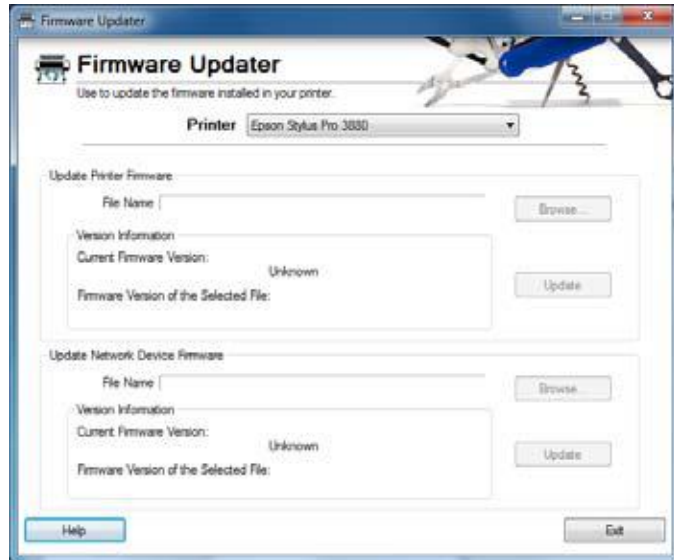 Firmware Updater
Firmware Updater
Use to update the firmware installed in your printer.
Printer Epson Stylus Pro 3880
Update Printer Firmware
File Name
Browse...
Version Information
Current Firmware Version:
Unknown
Update
Firmware Version of the Selected File:
Update Network Device Firmware
File Name
Browse...
Version Information
Current Firmware Version:
Unknown
Update
Firmware Version of the Selected File:
Help
Exit